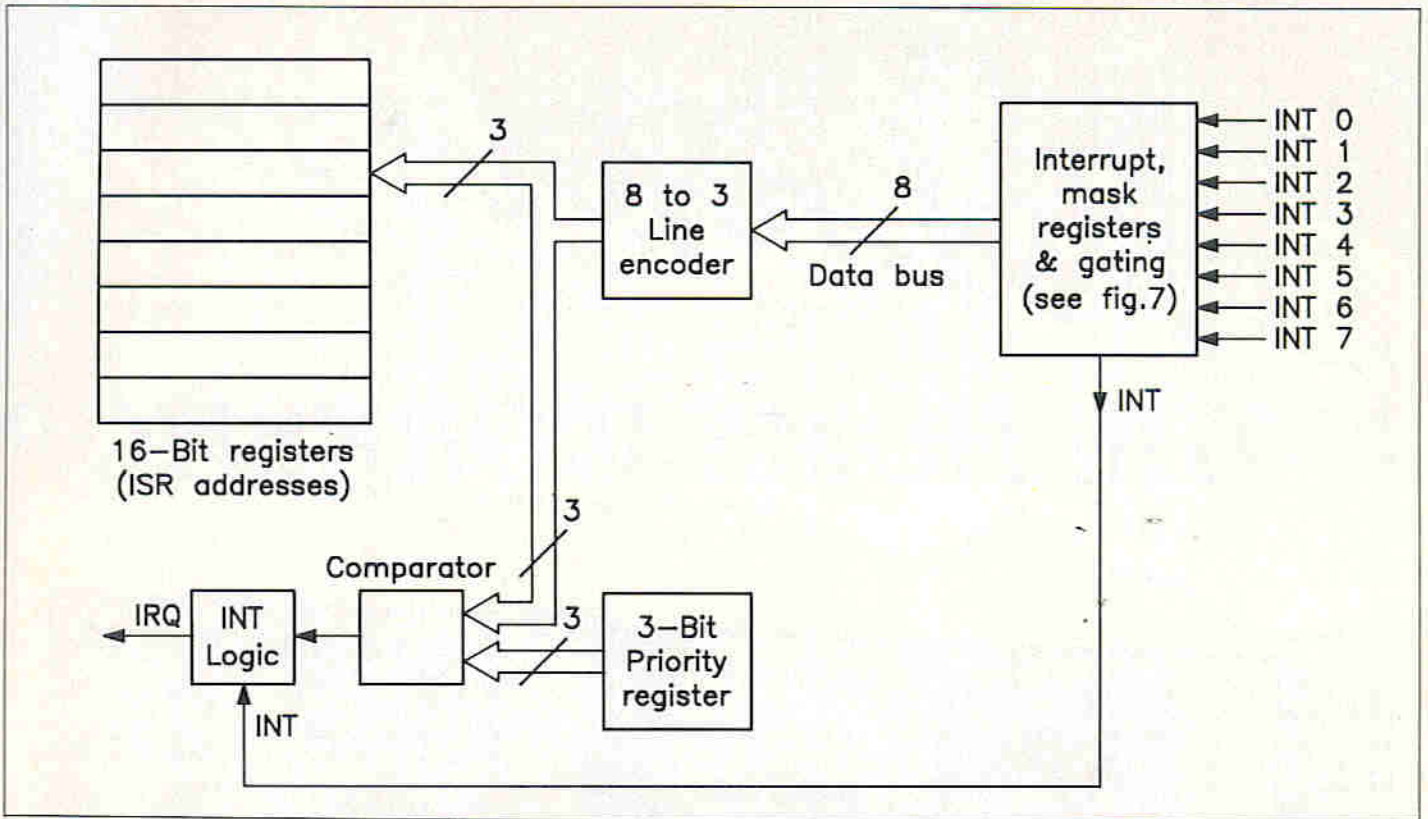 3
8 to 3
Line
encoder
8
Data bus
Interrupt,
mask
registers
& gating
(see fig.7)
INT 0
INT 1
INT 2
INT 3
INT 4
INT 5
INT 6
INT 7
INT
16-Bit registers
(ISR addresses)
3
Comparator
IRQ
INT
Logic
3
3-Bit
Priority
register
INT